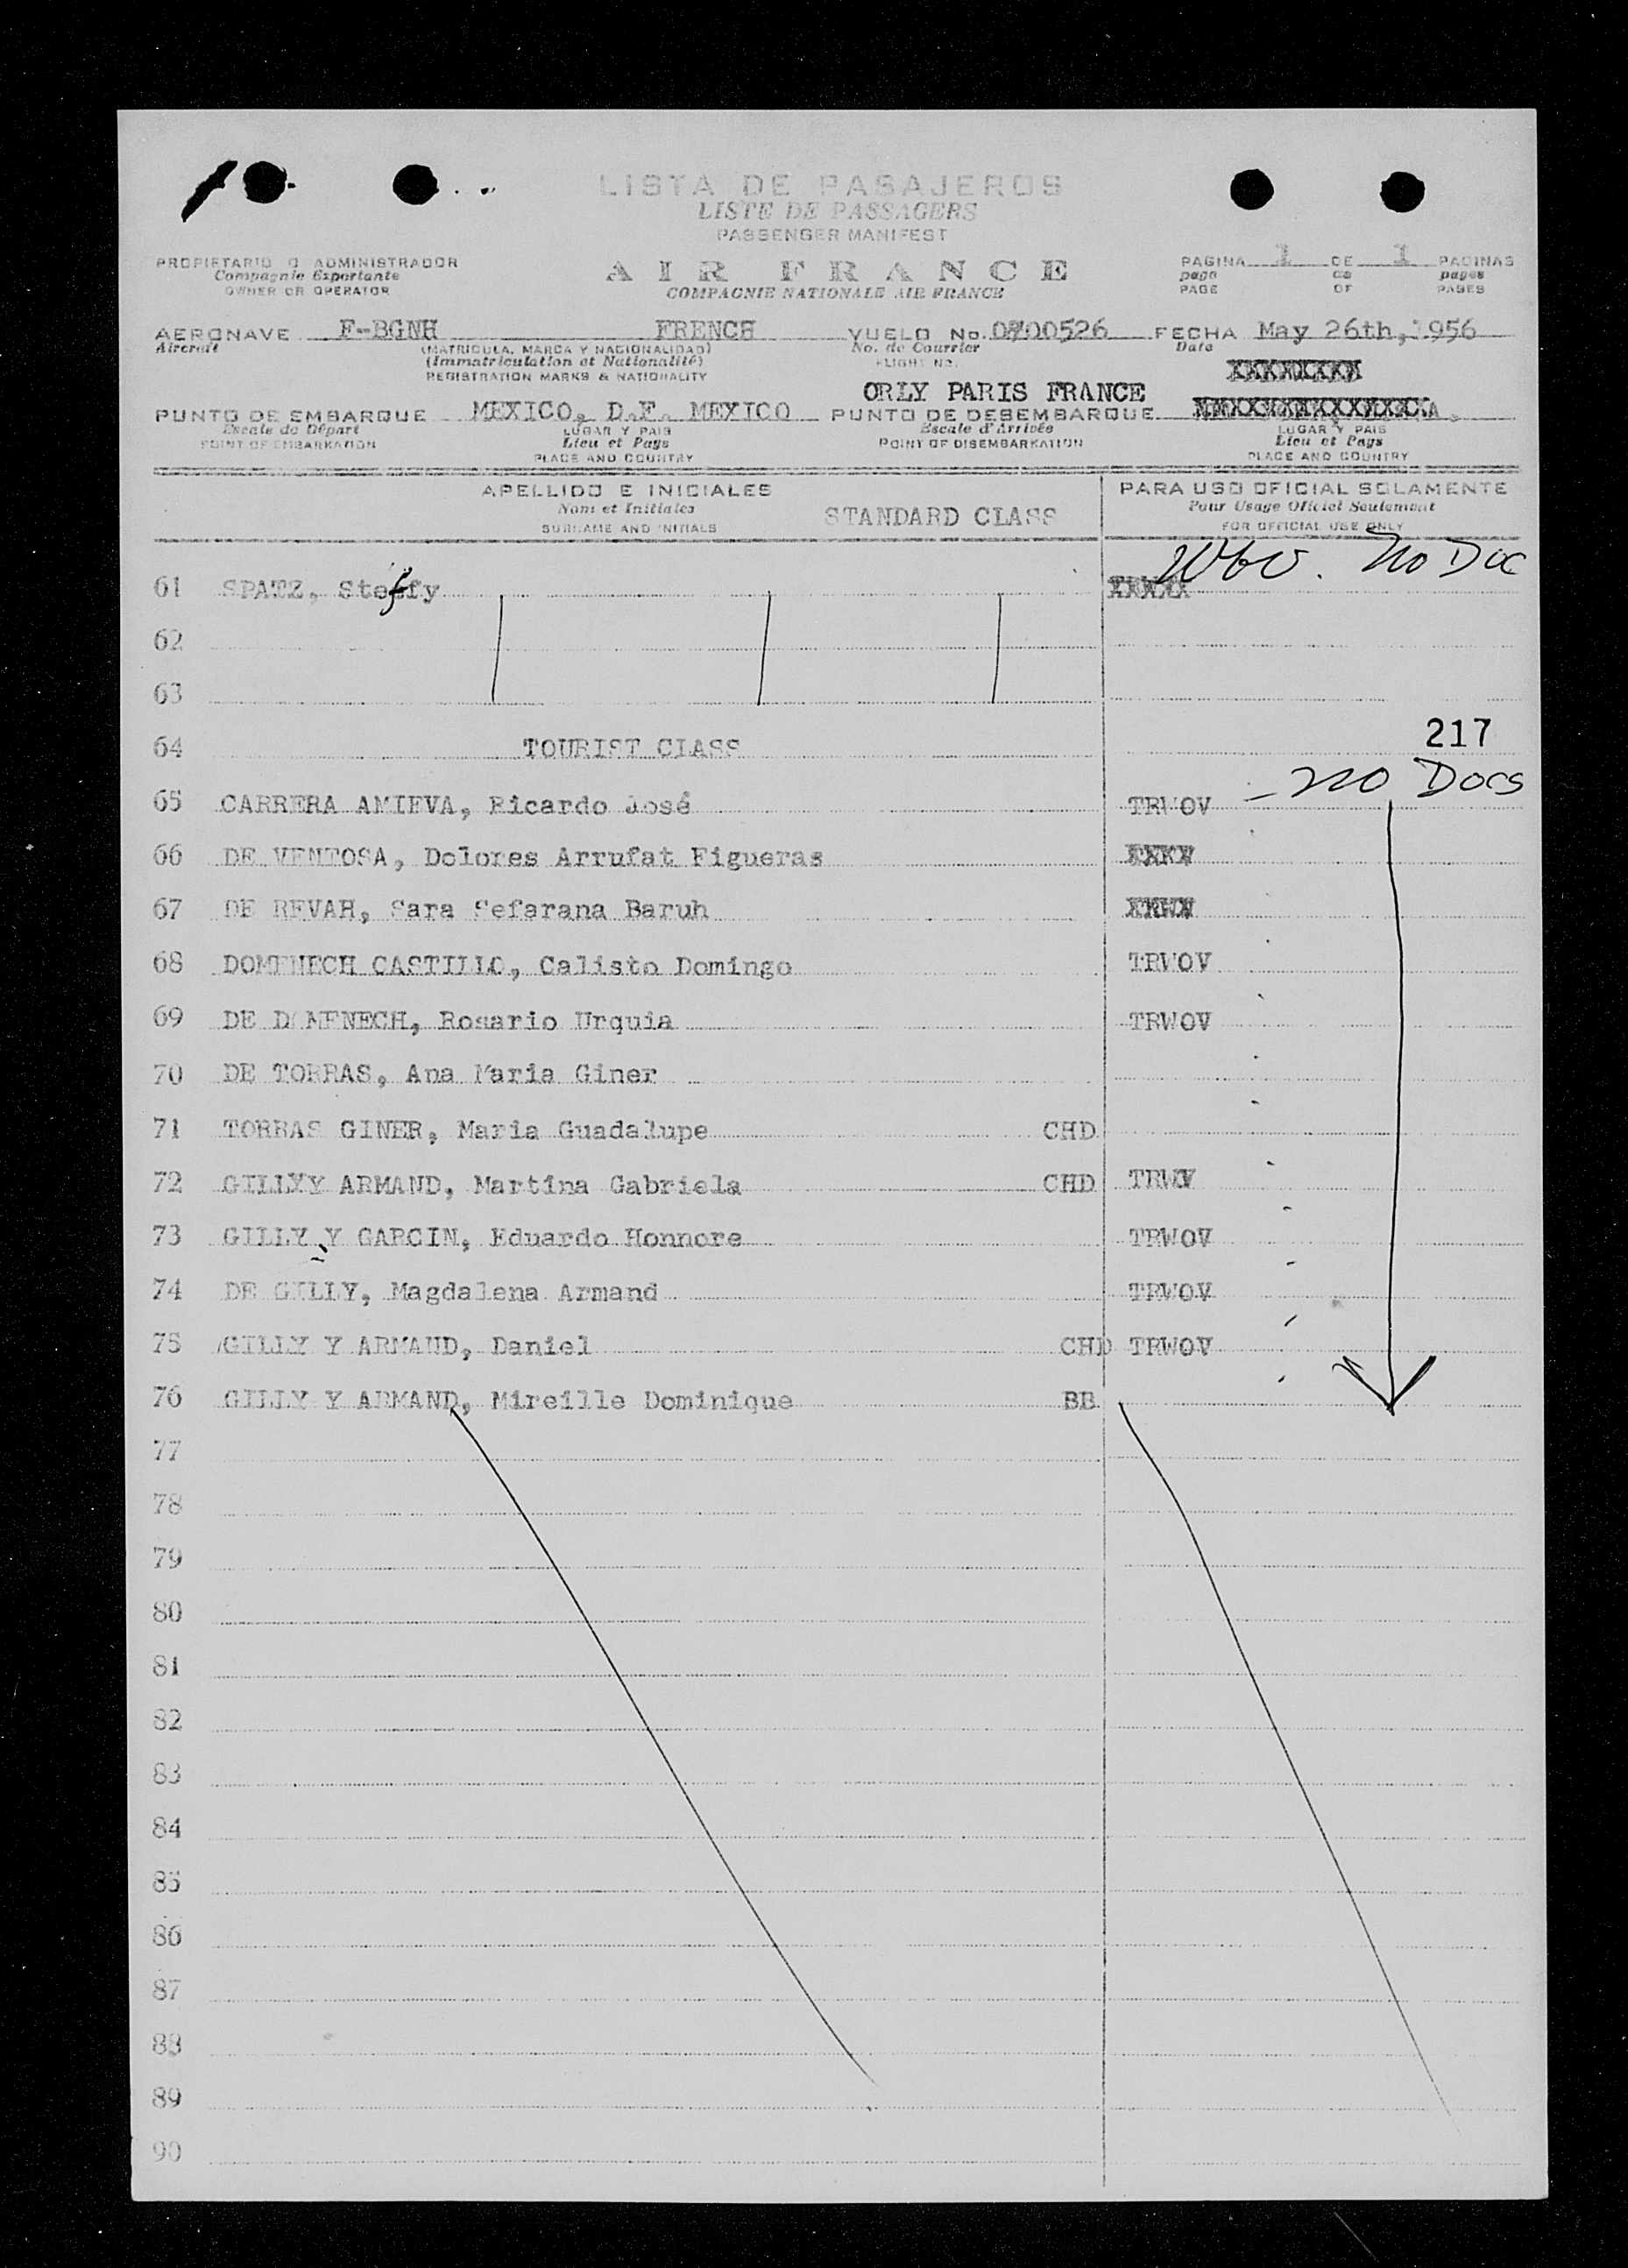 LISTA DE PASAJEROS
LISTE DE PASSAGERS
PASSENGER MANIFEST
PROPIETARIO O ADMINISTRADOR
Compagnie Exportante
OWNER OR OPERATOR
AIR FRANCE
COMPAGNIE NATIONALE AIR FRANCE
PAGINA 1 DE 1 PAGINAS
page de pages
PAGE OF PAGES
AERONAVE F-BGNH FRENCH VUELO No. 0700526 FECHA May 26th, 1956
Aircraft (MATRICULA, MARCA Y NACIONALIDAD) No. de Courrier Date
(Immatriculation et Nationalité) FLIGHT NO.
REGISTRATION MARKS & NATIONALITY
ORLY PARIS FRANCE
PUNTO DE EMBARQUE MEXICO, D.F. MEXICO PUNTO DE DESEMBARQUE
Escale de Départ LUGAR Y PAIS Escale d'Arrivée LUGAR Y PAIS
POINT OF EMBARKATION Lieu et Pays POINT OF DISEMBARKATION Lieu et Pays
PLACE AND COUNTRY PLACE AND COUNTRY
APELLIDO E INICIALES PARA USO OFICIAL SOLAMENTE
Nom et Initiales STANDARD CLASS Pour Usage Officiel Seulement
SURNAME AND INITIALS FOR OFFICIAL USE ONLY
No Doc
61 SPATZ, Steffy
62
63
217
64 TOURIST CLASS
No Docs
65 CARRERA AMIEVA, Ricardo José TRWOV
66 DE VENTOSA, Dolores Arrufat Figueras
67 DE REVAH, Sara Sefarana Baruh
68 DOMENECH CASTILLO, Calisto Domingo TRWOV
69 DE DOMENECH, Rosario Urquia TRWOV
70 DE TORRAS, Ana Maria Giner
71 TORRAS GINER, Maria Guadalupe CHD
72 GILLY Y ARMAND, Martina Gabriela CHD TRWV
73 GILLY Y GARCIN, Eduardo Honnore TRWOV
74 DE GILLY, Magdalena Armand TRWOV
75 GILLY Y ARMAUD, Daniel CHD TRWOV
76 GILLY Y ARMAND, Mireille Dominique BB
77
78
79
80
81
82
83
84
85
86
87
88
89
90